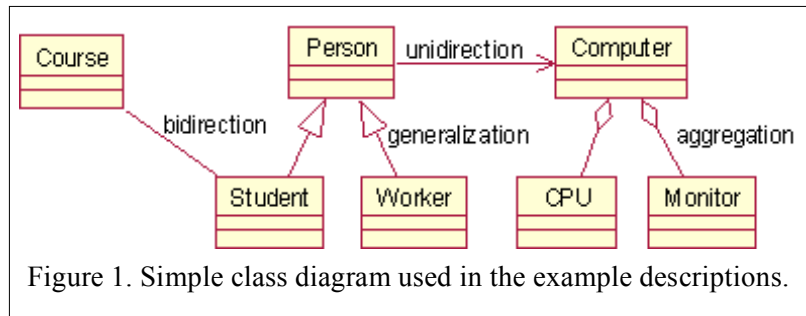 Course
Person
unidirection
Computer
bidirection
generalization
aggregation
Student
Worker
CPU
Monitor
Figure 1. Simple class diagram used in the example descriptions.